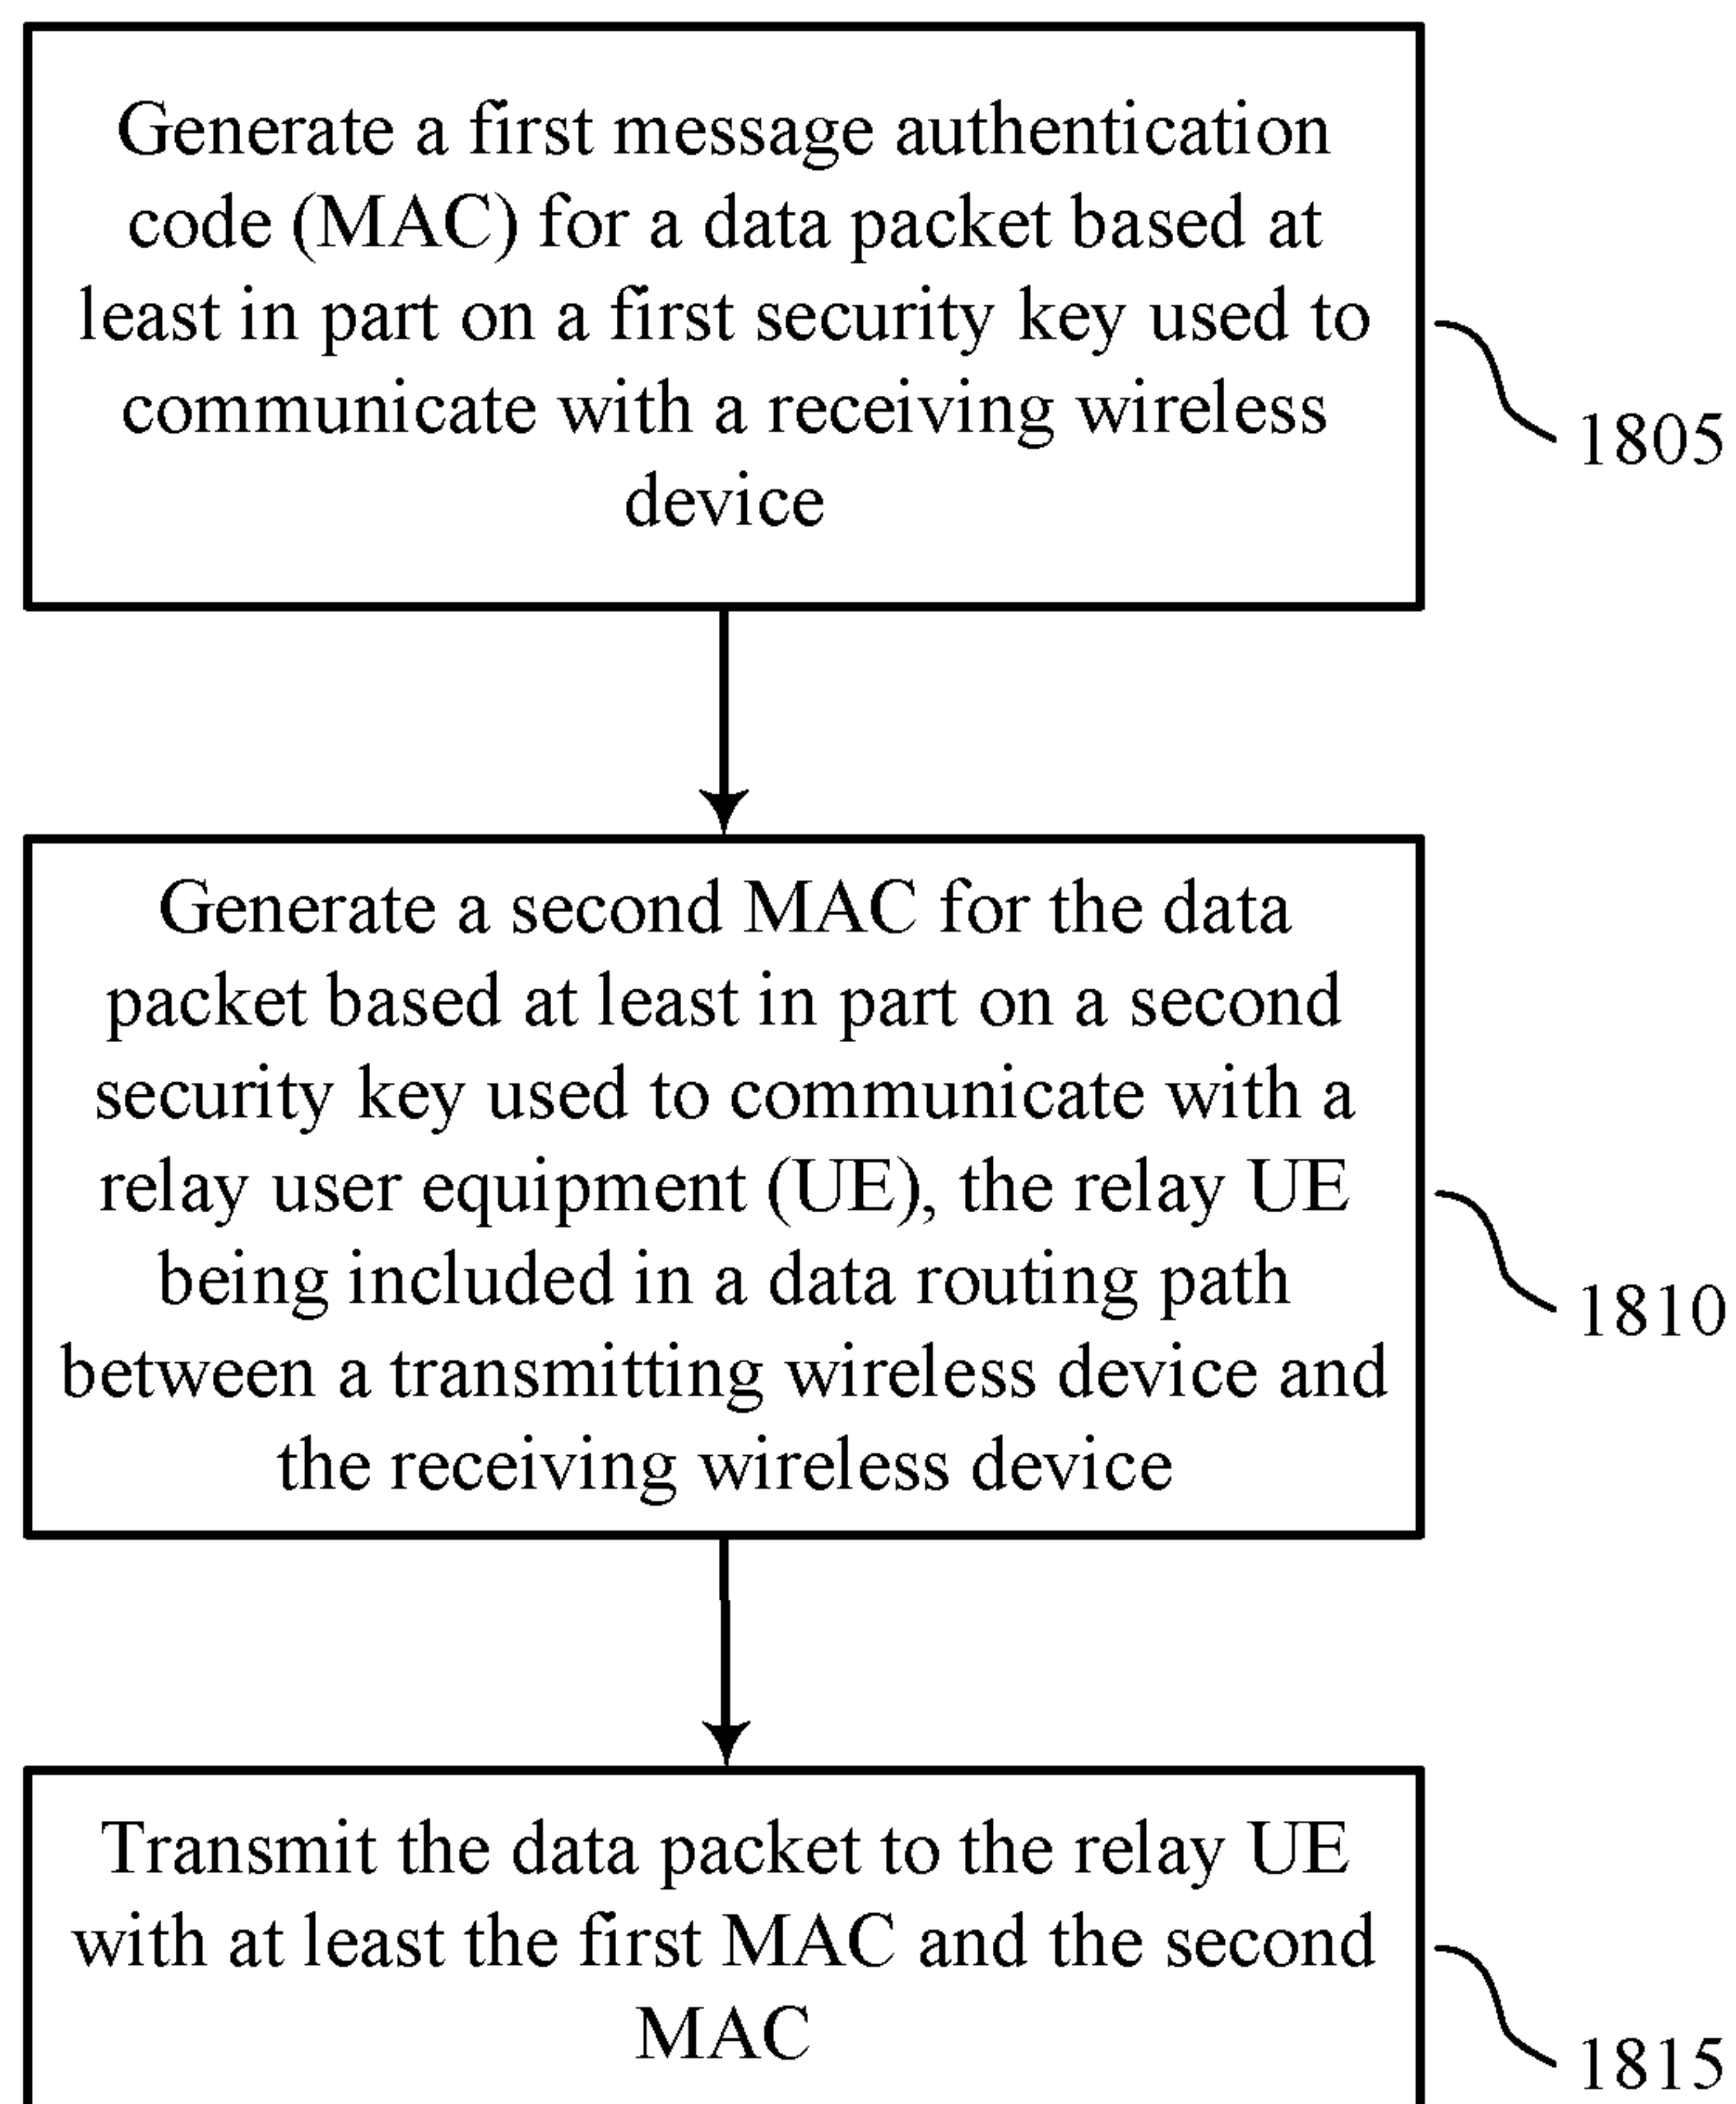 Generate a first message authentication
code (MAC) for a data packet based at
least in part on a first security key used to
communicate with a receiving wireless
device
1805
Generate a second MAC for the data
packet based at least in part on a second
security key used to communicate with a
relay user equipment (UE), the relay UE
being included in a data routing path
between a transmitting wireless device and
the receiving wireless device
1810
Transmit the data packet to the relay UE
with at least the first MAC and the second
MAC
1815